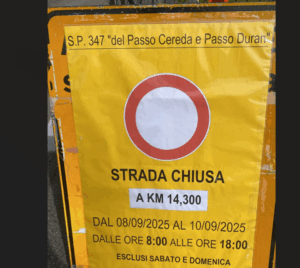 S.P. 347 "del Passo Cereda e Passo Duran"
STRADA CHIUSA
A KM 14,300
DAL 08/09/2025 AL 10/09/2025
DALLE ORE 8:00 ALLE ORE 18:00
ESCLUSI SABATO E DOMENICA